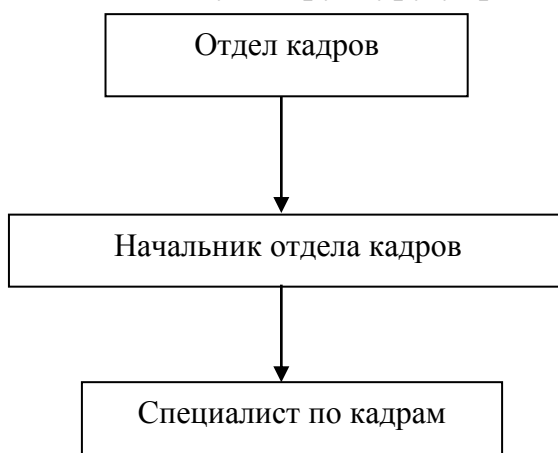 Отдел кадров
Начальник отдела кадров
Специалист по кадрам